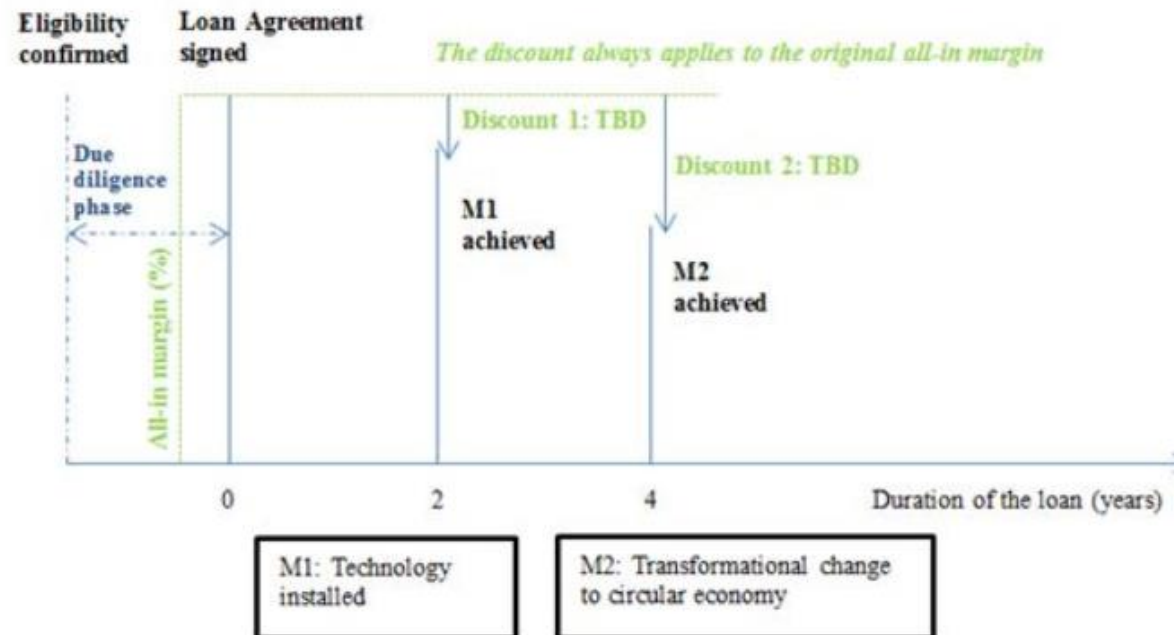 Eligibility
confirmed
Loan Agreement
signed
The discount always applies to the original all-in margin
Due
diligence
phase
All-in margin (%)
Discount 1: TBD
M1
achieved
Discount 2: TBD
M2
achieved
0
2
4
Duration of the loan (years)
M1: Technology
installed
M2: Transformational change
to circular economy